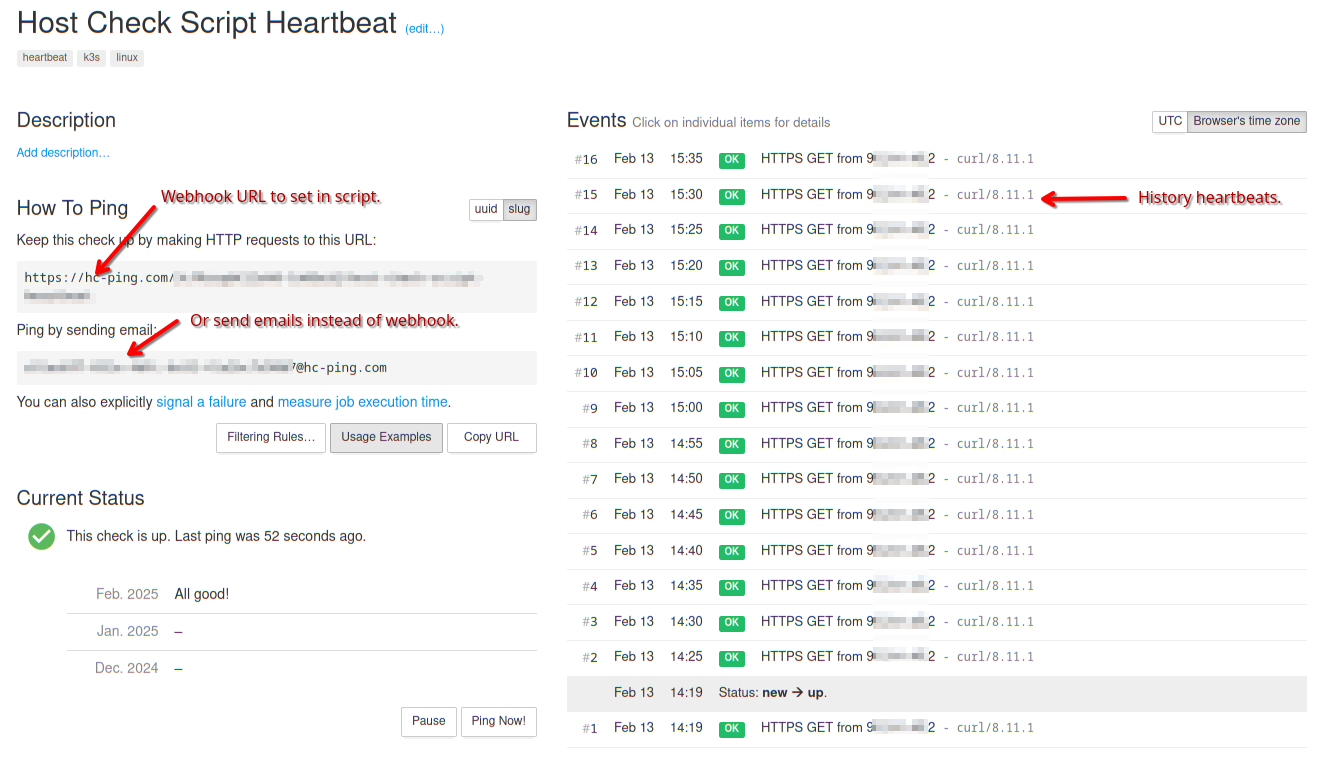 Host Check Script Heartbeat (edit…)
heartbeat k3s linux
Description
Add description…
How To Ping
uuid slug
Webhook URL to set in script.
Keep this check up by making HTTP requests to this URL:
https://hc-ping.com/
Ping by sending email:
Or send emails instead of webhook.
7@hc-ping.com
You can also explicitly signal a failure and measure job execution time.
Filtering Rules… Usage Examples Copy URL
Current Status
This check is up. Last ping was 52 seconds ago.
Feb. 2025 All good!
Jan. 2025 –
Dec. 2024 –
Pause Ping Now!
Events Click on individual items for details
UTC Browser's time zone
#16 Feb 13 15:35 OK HTTPS GET from 9 2 - curl/8.11.1
#15 Feb 13 15:30 OK HTTPS GET from 9 2 - curl/8.11.1
History heartbeats.
#14 Feb 13 15:25 OK HTTPS GET from 9 2 - curl/8.11.1
#13 Feb 13 15:20 OK HTTPS GET from 9 2 - curl/8.11.1
#12 Feb 13 15:15 OK HTTPS GET from 9 2 - curl/8.11.1
#11 Feb 13 15:10 OK HTTPS GET from 9 2 - curl/8.11.1
#10 Feb 13 15:05 OK HTTPS GET from 9 2 - curl/8.11.1
#9 Feb 13 15:00 OK HTTPS GET from 9 2 - curl/8.11.1
#8 Feb 13 14:55 OK HTTPS GET from 9 2 - curl/8.11.1
#7 Feb 13 14:50 OK HTTPS GET from 9 2 - curl/8.11.1
#6 Feb 13 14:45 OK HTTPS GET from 9 2 - curl/8.11.1
#5 Feb 13 14:40 OK HTTPS GET from 9 2 - curl/8.11.1
#4 Feb 13 14:35 OK HTTPS GET from 9 2 - curl/8.11.1
#3 Feb 13 14:30 OK HTTPS GET from 9 2 - curl/8.11.1
#2 Feb 13 14:25 OK HTTPS GET from 9 2 - curl/8.11.1
Feb 13 14:19 Status: new → up.
#1 Feb 13 14:19 OK HTTPS GET from 9 2 - curl/8.11.1